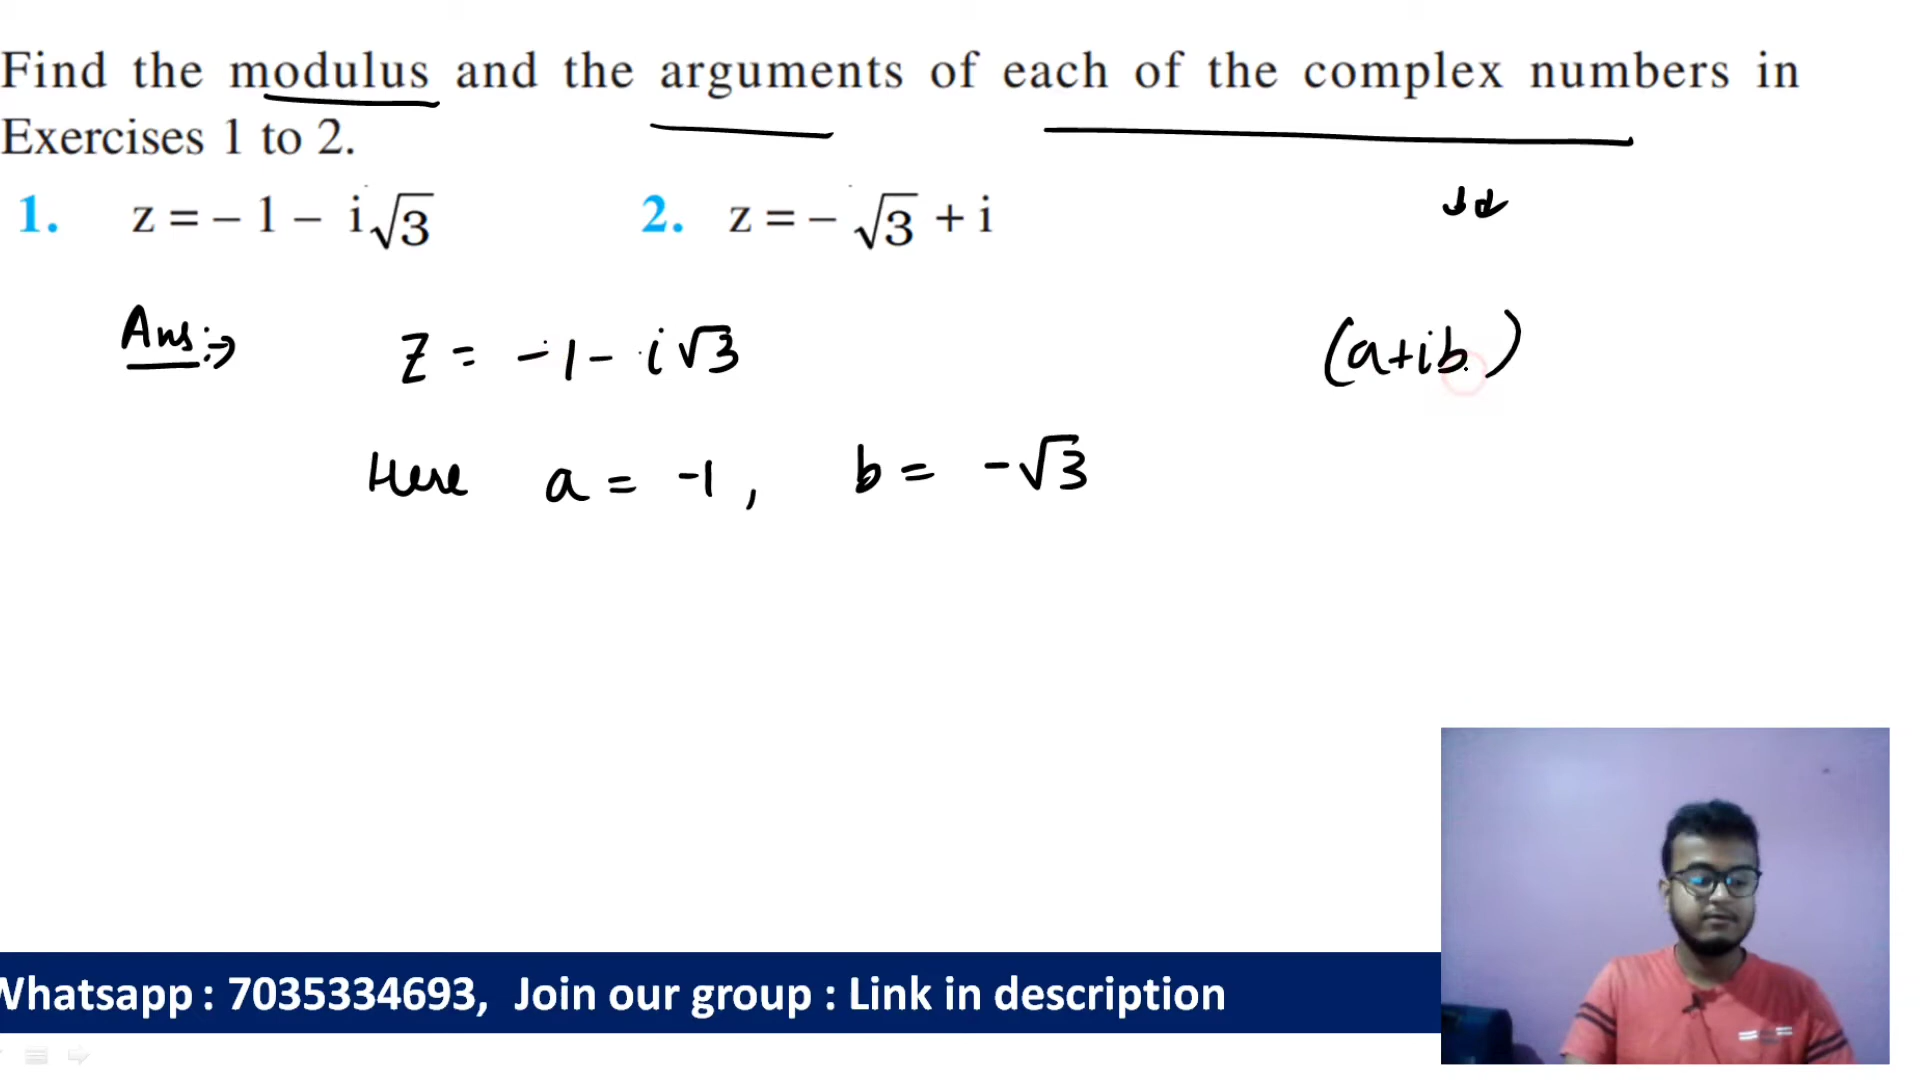 Find the modulus and the arguments of each of the complex numbers in
Exercises 1 to 2.
1. z = – 1 – i√3 2. z = – √3 + i
Ans:→ z = -1 - i√3 (a+ib)
Here a = -1, b = -√3
Whatsapp : 7035334693, Join our group : Link in description